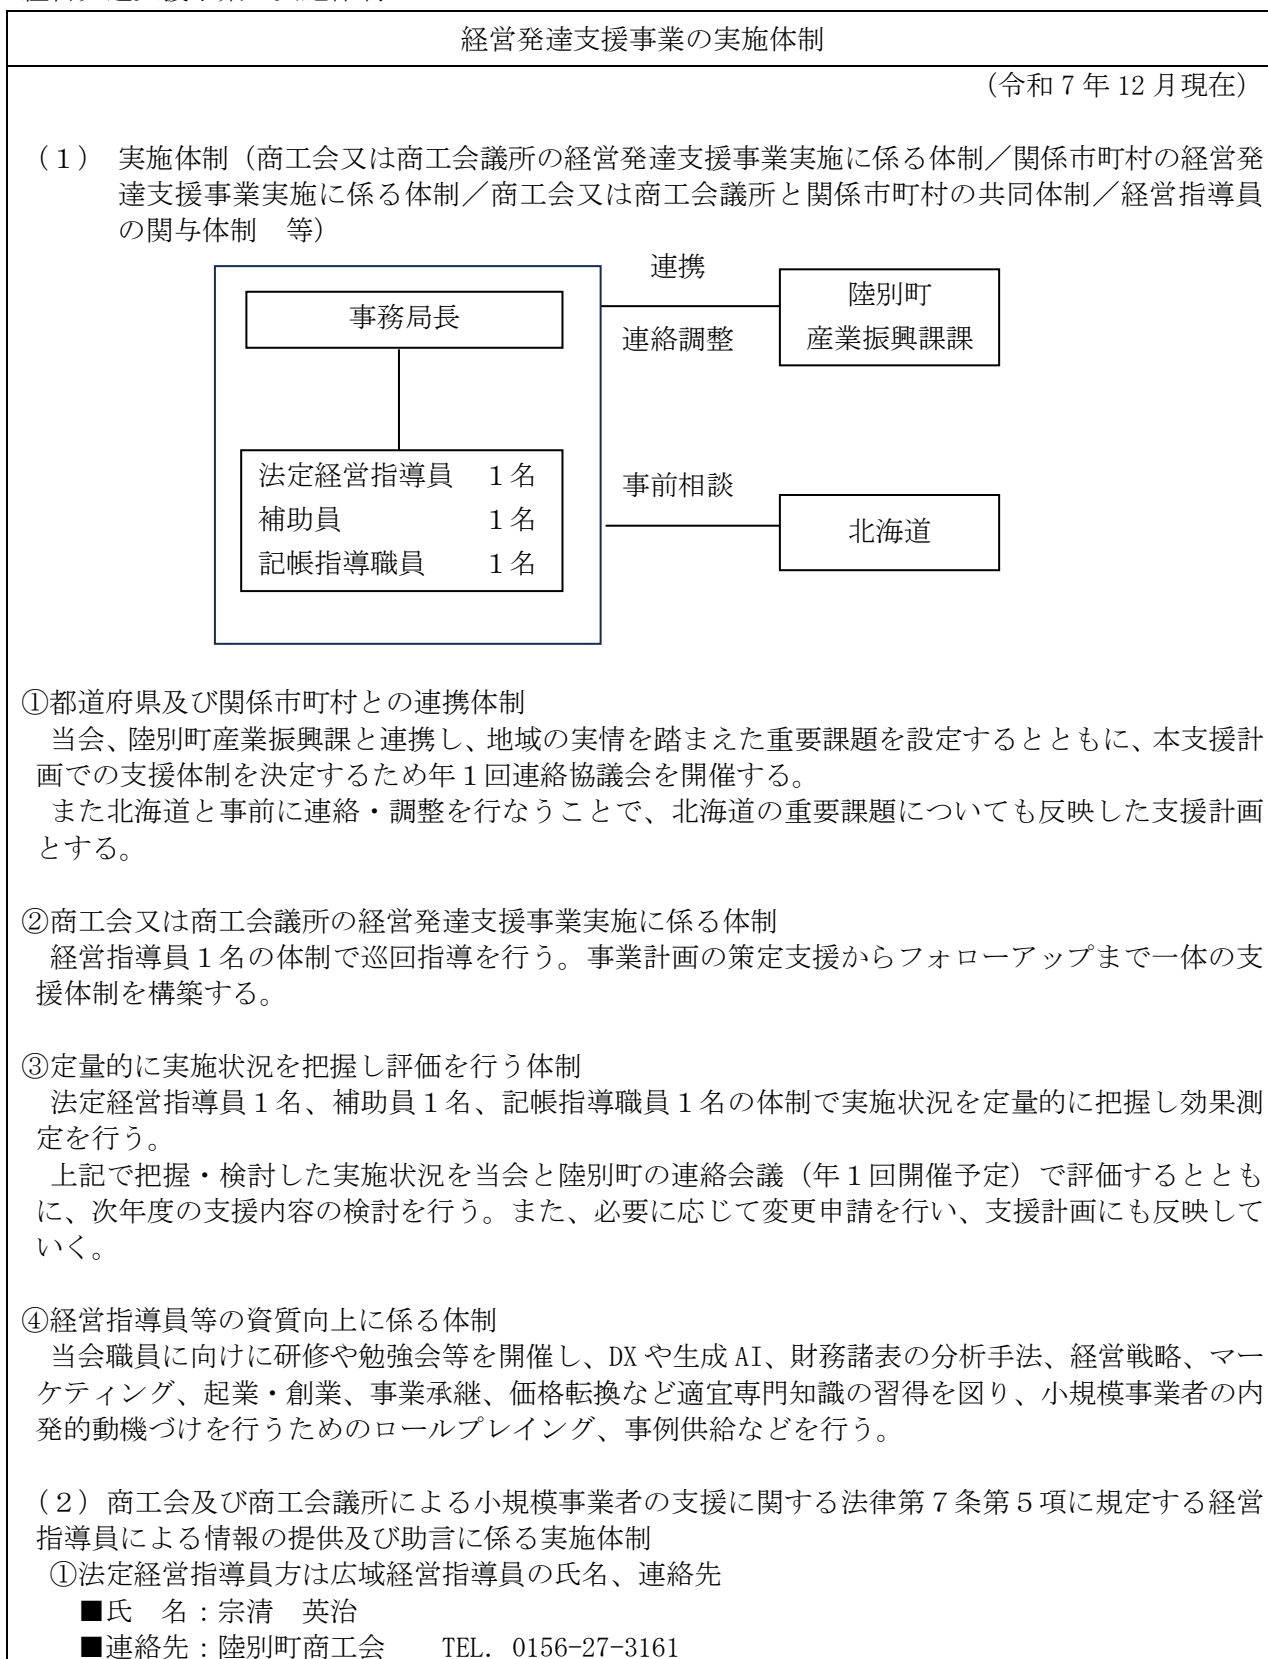 経営発達支援事業の実施体制
（令和７年 12 月現在）
（１） 実施体制（商工会又は商工会議所の経営発達支援事業実施に係る体制／関係市町村の経営発
達支援事業実施に係る体制／商工会又は商工会議所と関係市町村の共同体制／経営指導員
の関与体制　等）
連携
事務局長
陸別町
連絡調整
産業振興課課
法定経営指導員　１名
補助員　１名
記帳指導職員　１名
事前相談
北海道
①都道府県及び関係市町村との連携体制
当会、陸別町産業振興課と連携し、地域の実情を踏まえた重要課題を設定するとともに、本支援計
画での支援体制を決定するため年１回連絡協議会を開催する。
また北海道と事前に連絡・調整を行なうことで、北海道の重要課題についても反映した支援計画
とする。
②商工会又は商工会議所の経営発達支援事業実施に係る体制
経営指導員１名の体制で巡回指導を行う。事業計画の策定支援からフォローアップまで一体の支
援体制を構築する。
③定量的に実施状況を把握し評価を行う体制
法定経営指導員１名、補助員１名、記帳指導職員１名の体制で実施状況を定量的に把握し効果測
定を行う。
上記で把握・検討した実施状況を当会と陸別町の連絡会議（年１回開催予定）で評価するととも
に、次年度の支援内容の検討を行う。また、必要に応じて変更申請を行い、支援計画にも反映して
いく。
④経営指導員等の資質向上に係る体制
当会職員に向けに研修や勉強会等を開催し、DX や生成 AI、財務諸表の分析手法、経営戦略、マー
ケティング、起業・創業、事業承継、価格転換など適宜専門知識の習得を図り、小規模事業者の内
発的動機づけを行うためのロールプレイング、事例供給などを行う。
（２）商工会及び商工会議所による小規模事業者の支援に関する法律第７条第５項に規定する経営
指導員による情報の提供及び助言に係る実施体制
①法定経営指導員方は広域経営指導員の氏名、連絡先
■氏　名：宗清　英治
■連絡先：陸別町商工会　　TEL. 0156-27-3161